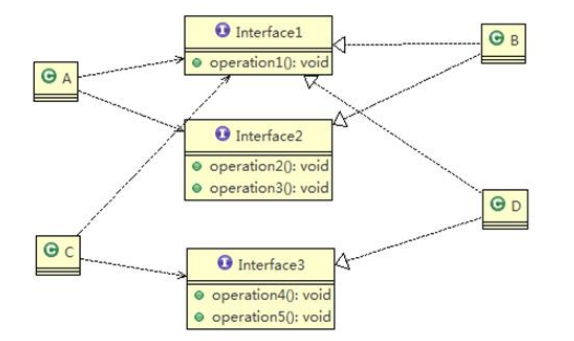 Interface1
operation1(): void
A
B
Interface2
operation2(): void
operation3(): void
C
D
Interface3
operation4(): void
operation5(): void